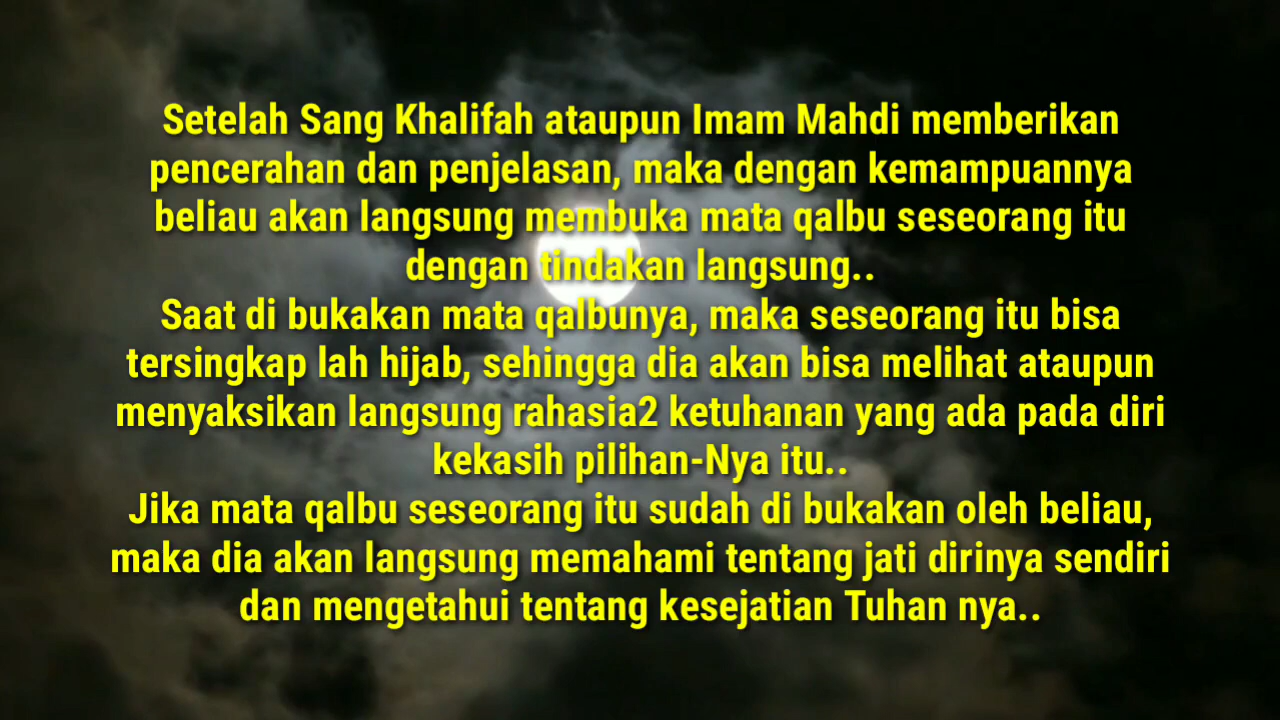 Setelah Sang Khalifah ataupun Imam Mahdi memberikan
pencerahan dan penjelasan, maka dengan kemampuannya
beliau akan langsung membuka mata qalbu seseorang itu
dengan tindakan langsung..
Saat di bukakan mata qalbunya, maka seseorang itu bisa
tersingkap lah hijab, sehingga dia akan bisa melihat ataupun
menyaksikan langsung rahasia2 ketuhanan yang ada pada diri
kekasih pilihan-Nya itu..
Jika mata qalbu seseorang itu sudah di bukakan oleh beliau,
maka dia akan langsung memahami tentang jati dirinya sendiri
dan mengetahui tentang kesejatian Tuhan nya..